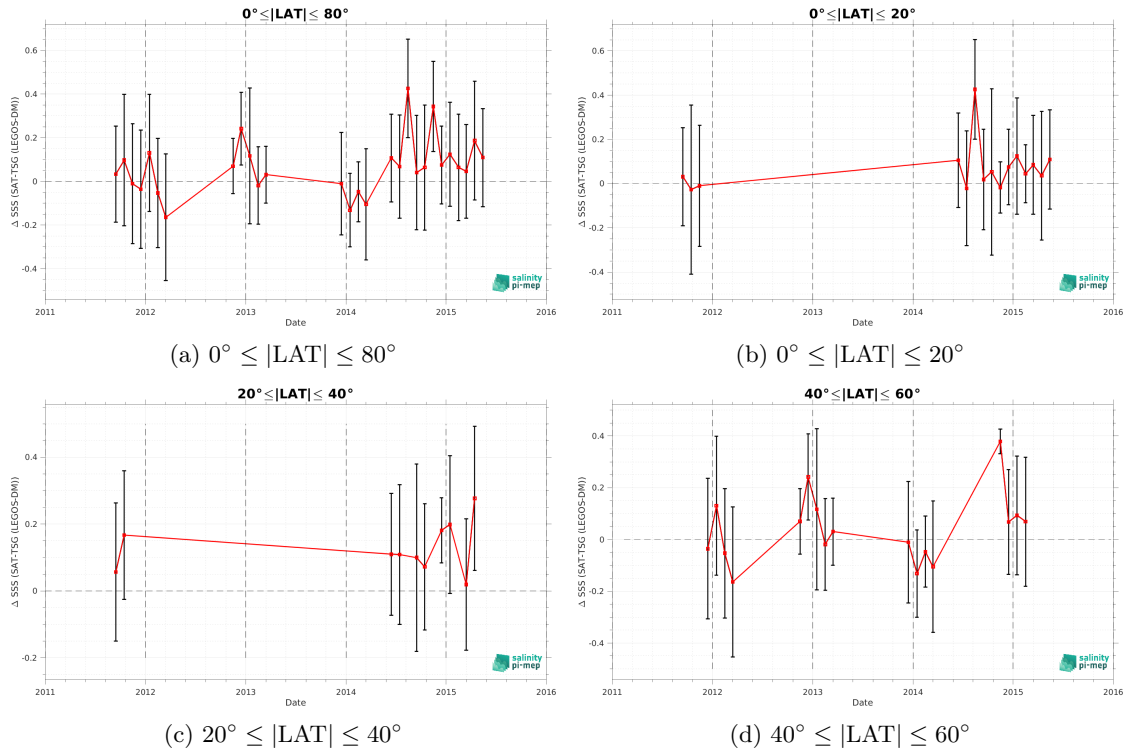 0°≤|LAT|≤ 80°
Δ SSS (SAT-TSG (LEGOS-DM))
0.6
0.4
0.2
0
-0.2
-0.4
2011 2012 2013 2014 2015 2016
Date
salinity
pi-mep
(a) 0° ≤ |LAT| ≤ 80°
0°≤|LAT|≤ 20°
Δ SSS (SAT-TSG (LEGOS-DM))
0.6
0.4
0.2
0
-0.2
-0.4
2011 2012 2013 2014 2015 2016
Date
salinity
pi-mep
(b) 0° ≤ |LAT| ≤ 20°
20°≤|LAT|≤ 40°
Δ SSS (SAT-TSG (LEGOS-DM))
0.4
0.2
0
-0.2
2011 2012 2013 2014 2015 2016
Date
salinity
pi-mep
(c) 20° ≤ |LAT| ≤ 40°
40°≤|LAT|≤ 60°
Δ SSS (SAT-TSG (LEGOS-DM))
0.4
0.2
0
-0.2
-0.4
2011 2012 2013 2014 2015 2016
Date
salinity
pi-mep
(d) 40° ≤ |LAT| ≤ 60°